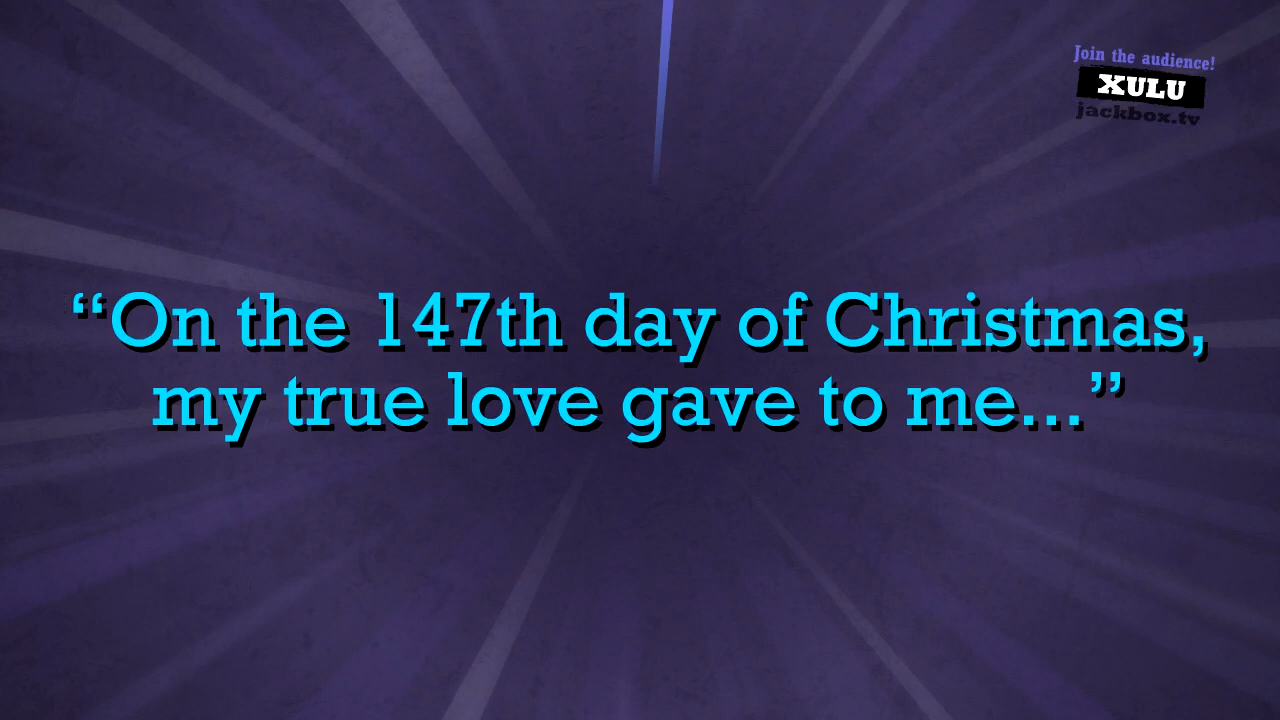 Join the audience!
XULU
jackbox.tv
“On the 147th day of Christmas,
my true love gave to me...”